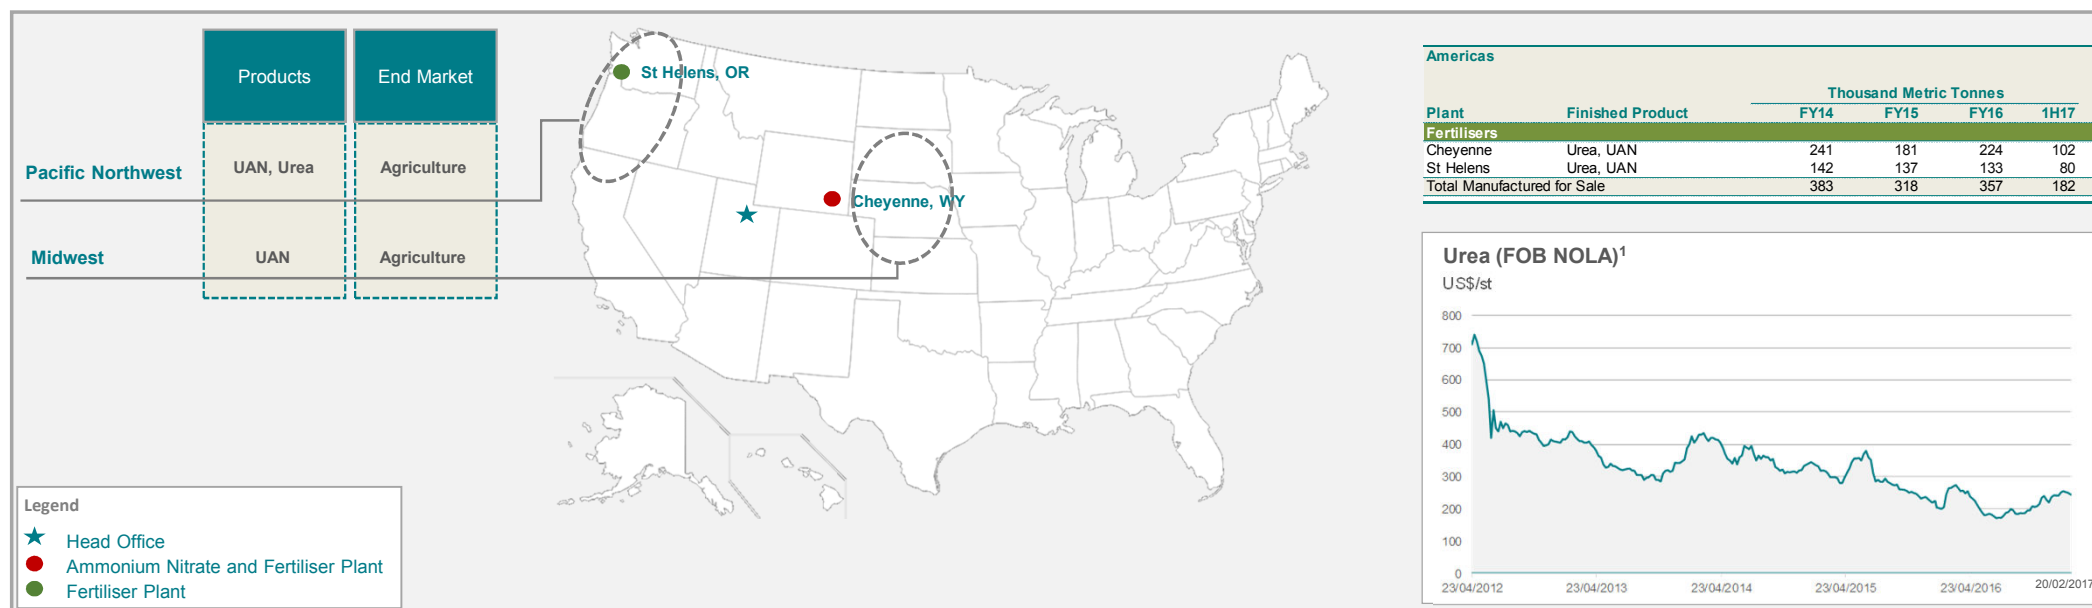 Products End Market
Pacific Northwest UAN, Urea Agriculture
Midwest UAN Agriculture
St Helens, OR
Cheyenne, WY
Legend
Head Office
Ammonium Nitrate and Fertiliser Plant
Fertiliser Plant
Americas
Thousand Metric Tonnes
Plant Finished Product FY14 FY15 FY16 1H17
Fertilisers
Cheyenne Urea, UAN 241 181 224 102
St Helens Urea, UAN 142 137 133 80
Total Manufactured for Sale 383 318 357 182
Urea (FOB NOLA)1
US$/st
800
700
600
500
400
300
200
100
0
23/04/2012 23/04/2013 23/04/2014 23/04/2015 23/04/2016 20/02/2017